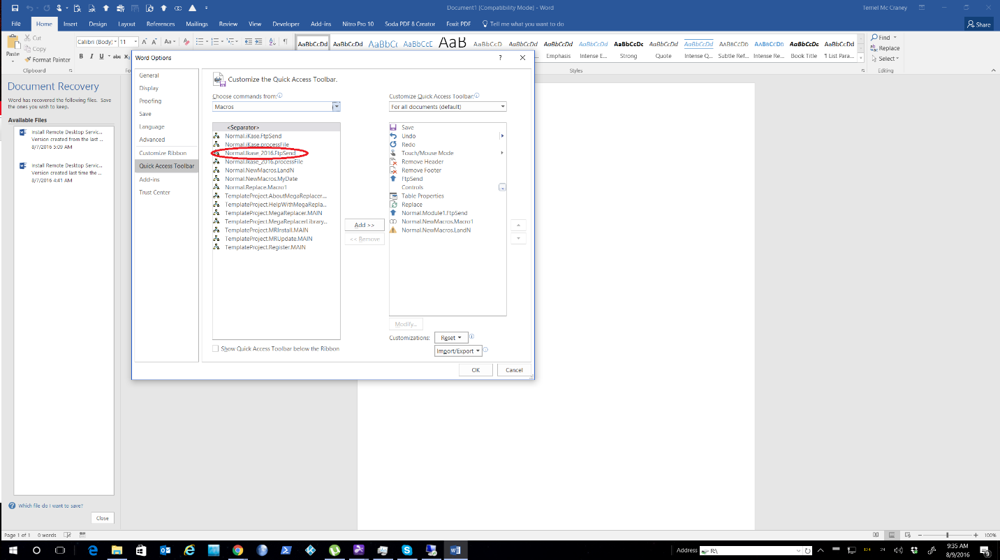 Document1 [Compatibility Mode] - Word
Terriel Mc Craney
File Home Insert Design Layout References Mailings Review View Developer Add-ins Nitro Pro 10 Soda PDF & Creator Foxit PDF Tell me what you want to do
Share
Paste
Cut
Copy
Format Painter
Clipboard
Calibri (Body) 11
B I U abc X₂
AaBbCcDd AaBbCcDd AaBbCc AaBbCcE AaB AaBbCcD AaBbCcDd AaBbCcDd AaBbCcDd AaBbCcDd AaBbCcDd AaBbCcDd AaBbCcDd AaBbCcDd AaBbCcDd AaBbCcDd AaBbCcDd
Emphasis Intense E... Strong Quote Intense Q... Subtle Ref... Intense Re... Book Title ¶ List Para...
Styles
Find
Replace
Select
Editing
Document Recovery
Word has recovered the following files. Save
the ones you wish to keep.
Available Files
Install Remote Desktop Servic...
Version created from the last ...
8/7/2016 5:09 AM
Install Remote Desktop Servic...
Version created last time the ...
8/7/2016 4:41 AM
Which file do I want to save?
Close
Word Options
General
Display
Proofing
Save
Language
Advanced
Customize Ribbon
Quick Access Toolbar
Add-ins
Trust Center
Customize the Quick Access Toolbar.
Choose commands from:
Macros
<Separator>
Normal.iKase.FtpSend
Normal.iKase.processFile
Normal.Ikase_2016.FtpSend
Normal.Ikase_2016.processFile
Normal.NewMacros.LandN
Normal.NewMacros.MyDate
Normal.Replace.Macro1
TemplateProject.AboutMegaReplacer....
TemplateProject.HelpWithMegaRepla...
TemplateProject.MegaReplacer.MAIN
TemplateProject.MegaReplacerLibrary...
TemplateProject.MRInstall.MAIN
TemplateProject.MRUpdate.MAIN
TemplateProject.Register.MAIN
Show Quick Access Toolbar below the Ribbon
Add >>
<< Remove
Customize Quick Access Toolbar:
For all documents (default)
Save
Undo
Redo
Touch/Mouse Mode
Remove Header
Remove Footer
FtpSend
Controls
Table Properties
Replace
Normal.Module1.FtpSend
Normal.NewMacros.Macro1
Normal.NewMacros.LandN
Modify...
Customizations: Reset
Import/Export
OK Cancel
Page 1 of 1 0 words
100%
Address R:\
124 24
9:35 AM
8/9/2016
9